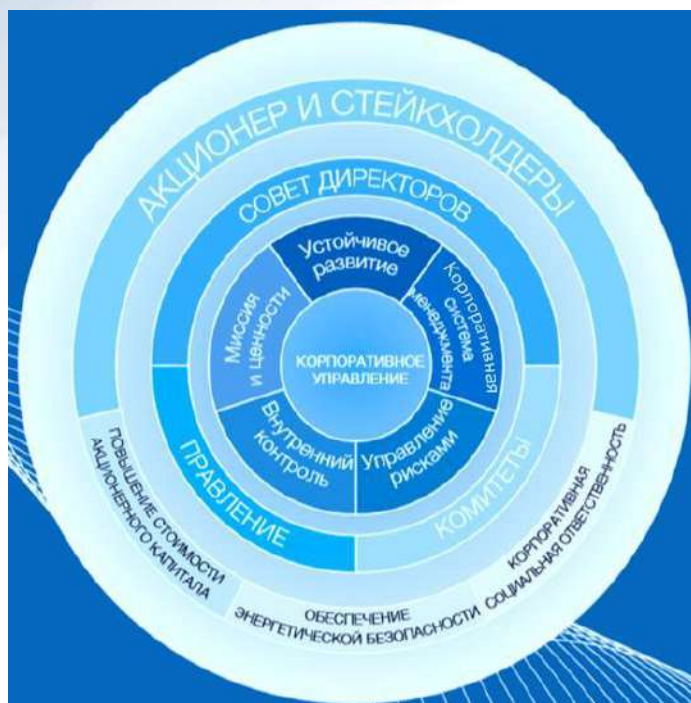 АКЦИОНЕР И СТЕЙКХОЛДЕРЫ
СОВЕТ ДИРЕКТОРОВ
Устойчивое
развитие
Миссия
и ценности
Корпоративная
система
менеджмента
КОРПОРАТИВНОЕ
УПРАВЛЕНИЕ
Внутренний
контроль
Управление
рисками
ПРАВЛЕНИЕ
КОМИТЕТЫ
ПОВЫШЕНИЕ СТОИМОСТИ
АКЦИОНЕРНОГО КАПИТАЛА
ОБЕСПЕЧЕНИЕ
ЭНЕРГЕТИЧЕСКОЙ БЕЗОПАСНОСТИ
КОРПОРАТИВНАЯ
СОЦИАЛЬНАЯ ОТВЕТСТВЕННОСТЬ